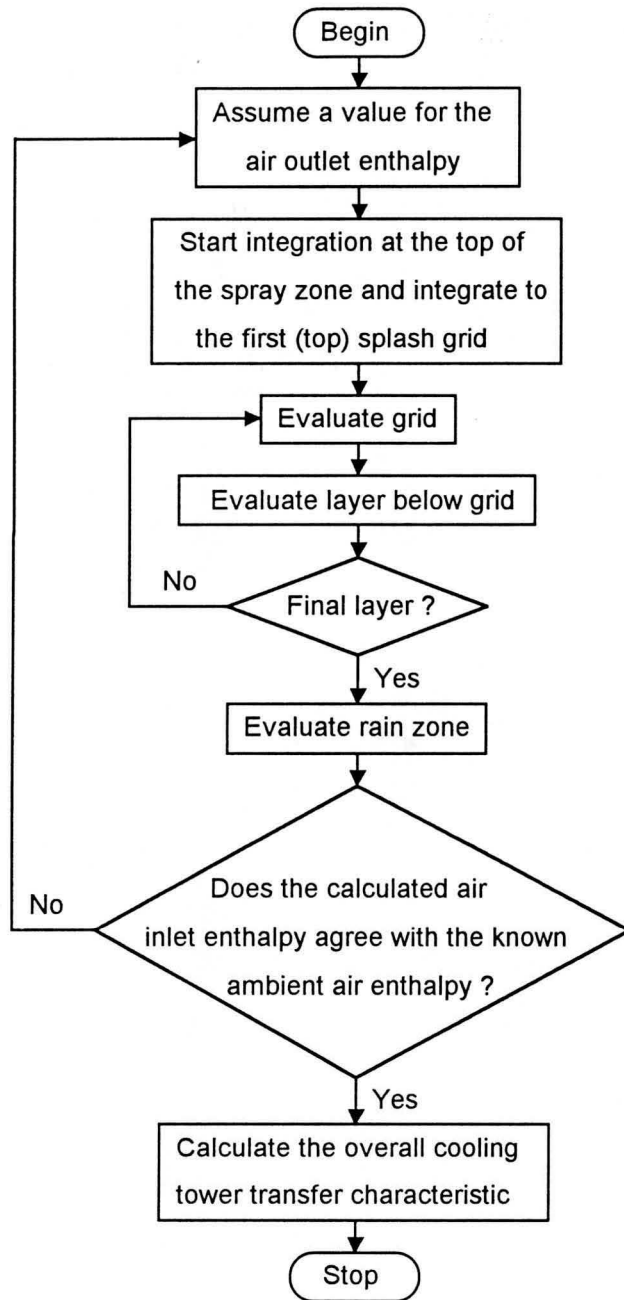 Begin
Assume a value for the
air outlet enthalpy
Start integration at the top of
the spray zone and integrate to
the first (top) splash grid
Evaluate grid
Evaluate layer below grid
No
Final layer ?
Yes
Evaluate rain zone
No
Does the calculated air
inlet enthalpy agree with the known
ambient air enthalpy ?
Yes
Calculate the overall cooling
tower transfer characteristic
Stop